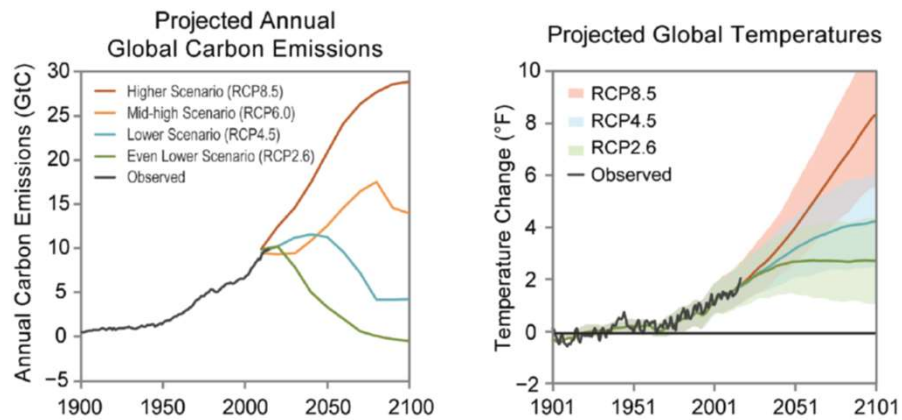 Projected Annual
Global Carbon Emissions
Annual Carbon Emissions (GtC)
30
25
20
15
10
5
0
−5
Higher Scenario (RCP8.5)
Mid-high Scenario (RCP6.0)
Lower Scenario (RCP4.5)
Even Lower Scenario (RCP2.6)
Observed
1900 1950 2000 2050 2100
Projected Global Temperatures
Temperature Change (°F)
10
8
6
4
2
0
−2
RCP8.5
RCP4.5
RCP2.6
Observed
1901 1951 2001 2051 2101